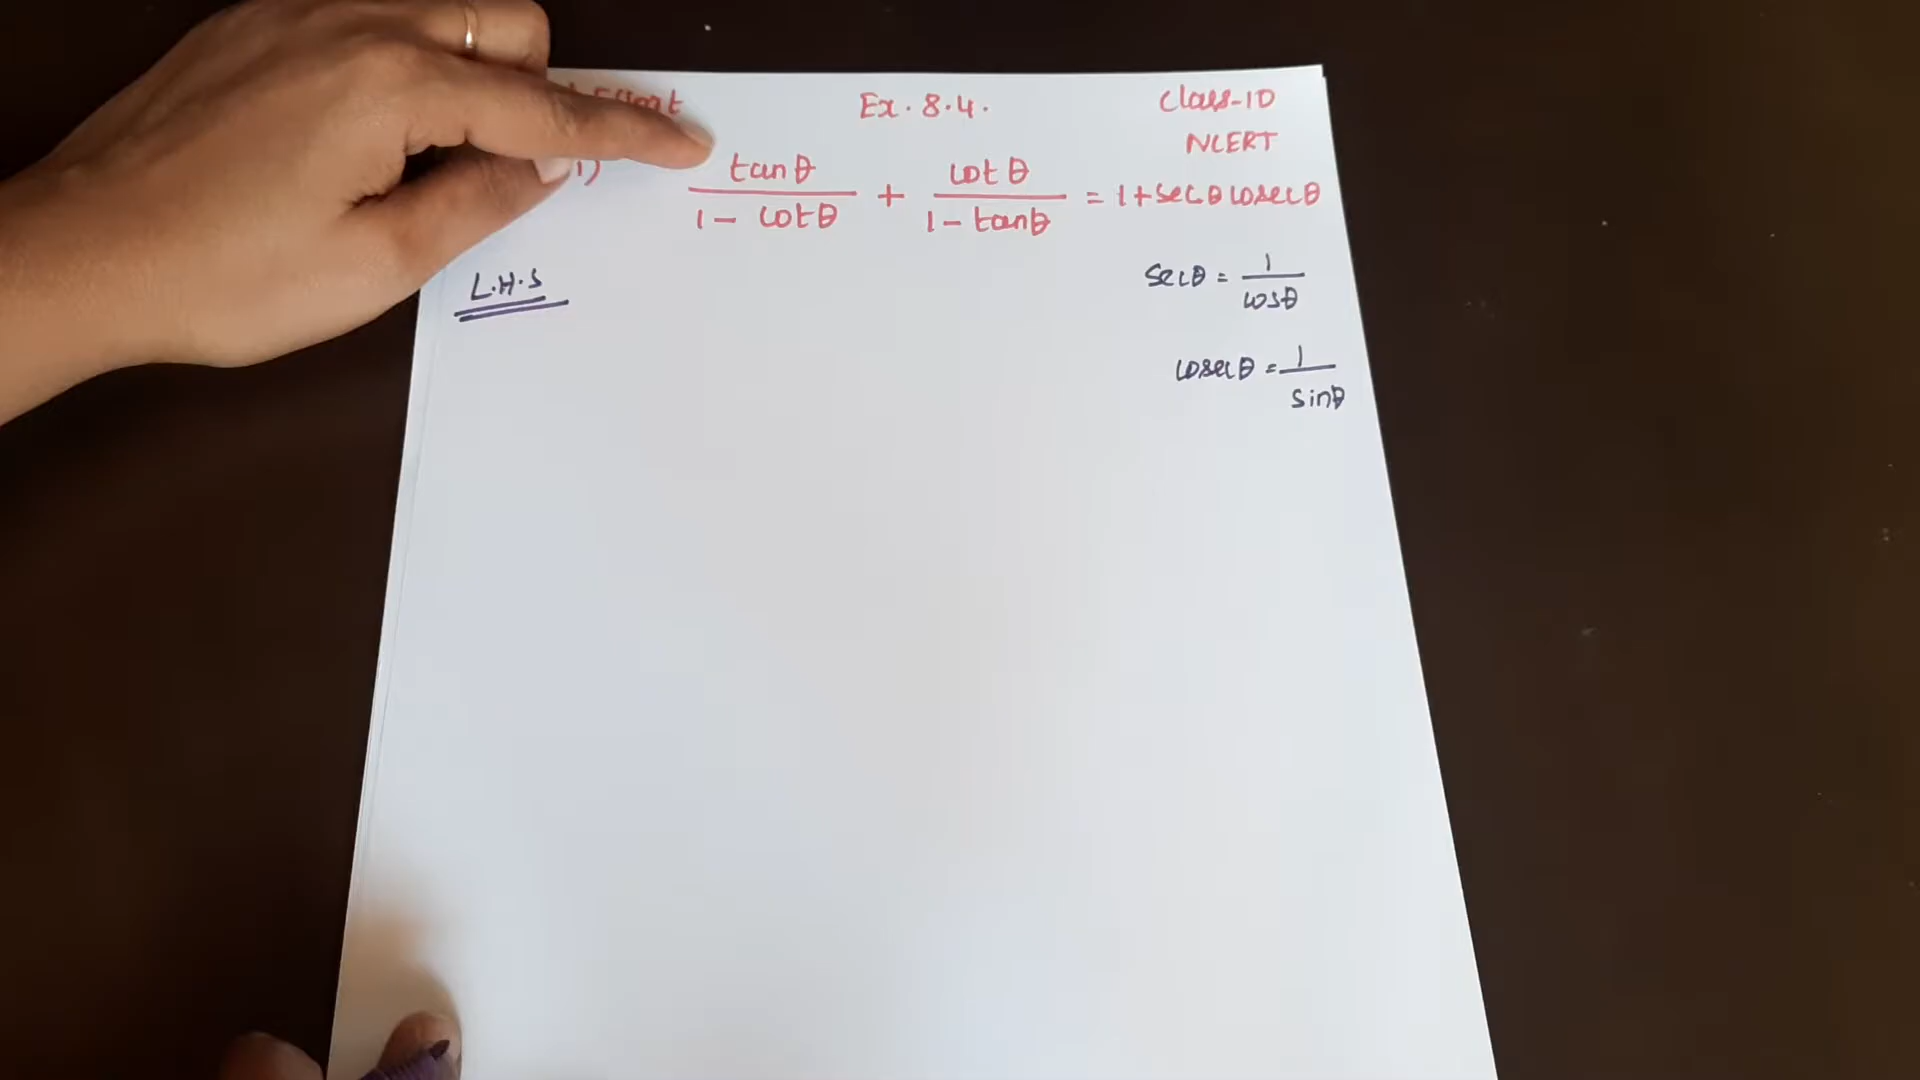 Ex. 8.4.
Class-10
NCERT
1) tanθ / 1 - cotθ + cotθ / 1 - tanθ = 1 + secθ cosecθ
L.H.S
secθ = 1 / cosθ
cosecθ = 1 / sinθ